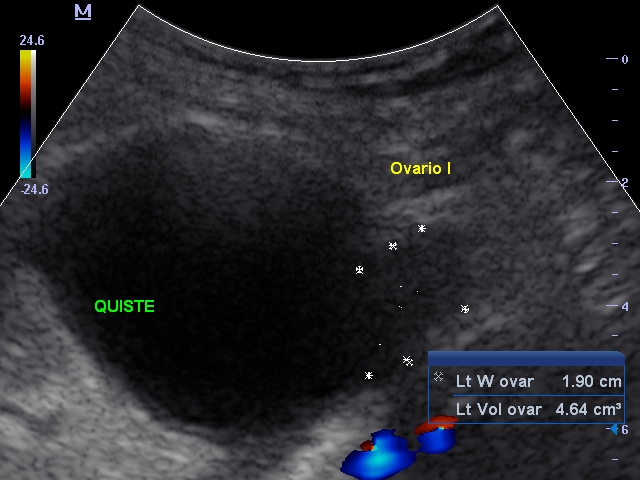 M
24.6
-24.6
0
Ovario I
2
QUISTE
4
Lt W ovar 1.90 cm
Lt Vol ovar 4.64 cm³
6